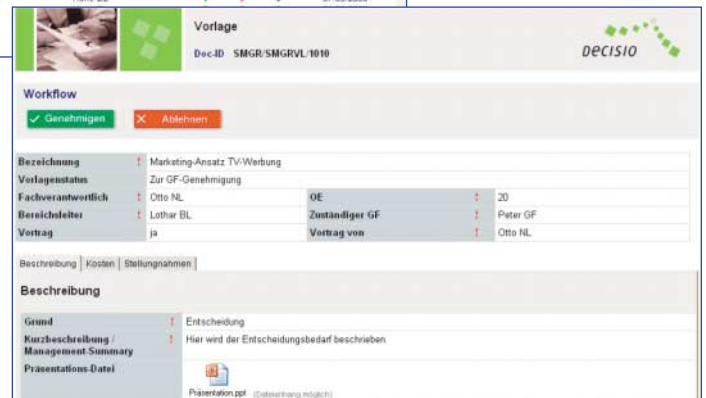 Vorlage
Doc-ID SMGR/SMGRVL/1010
DECISIO
Workflow
Genehmigen Ablehnen
Bezeichnung ! Marketing-Ansatz TV-Werbung
Vorlagenstatus Zur GF-Genehmigung
Fachverantwortlich ! Otto NL OE ! 20
Bereichsleiter ! Lothar BL Zuständiger GF ! Peter GF
Vortrag ja Vortrag von ! Otto NL
Beschreibung Kosten Stellungnahmen
Beschreibung
Grund ! Entscheidung
Kurzbeschreibung / ! Hier wird der Entscheidungsbedarf beschrieben
Management-Summary
Präsentations-Datei
Präsentation.ppt (Dateianhang möglich)